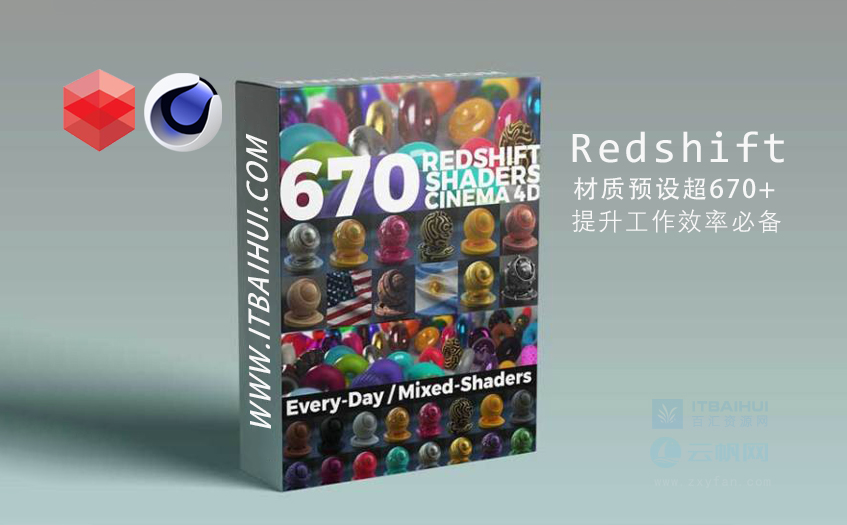 WWW.ITBAIHUI.COM
670
REDSHIFT
SHADERS
CINEMA 4D
Every-Day / Mixed-Shaders
Redshift
材质预设超670+
提升工作效率必备
ITBAIHUI
云帆网